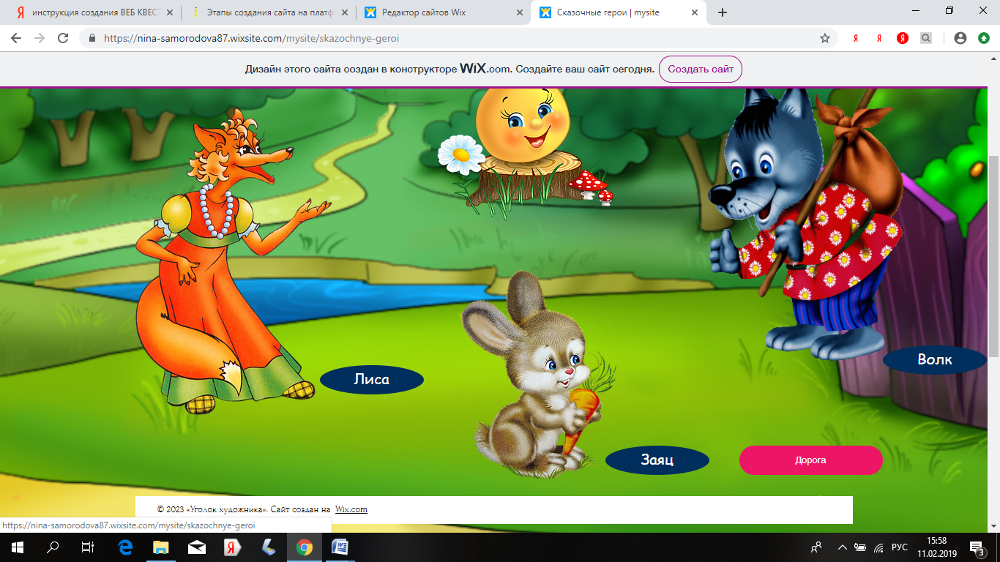 инструкция создания ВЕБ КВЕСТ
Этапы создания сайта на платф
Редактор сайтов Wix
Сказочные герои | mysite
https://nina-samorodova87.wixsite.com/mysite/skazochnye-geroi
Дизайн этого сайта создан в конструкторе WiX.com. Создайте ваш сайт сегодня. Создать сайт
Волк
Лиса
Заяц
Дорога
© 2023 «Уголок художника». Сайт создан на Wix.com
https://nina-samorodova87.wixsite.com/mysite/skazochnye-geroi
РУС
15:58
11.02.2019
3